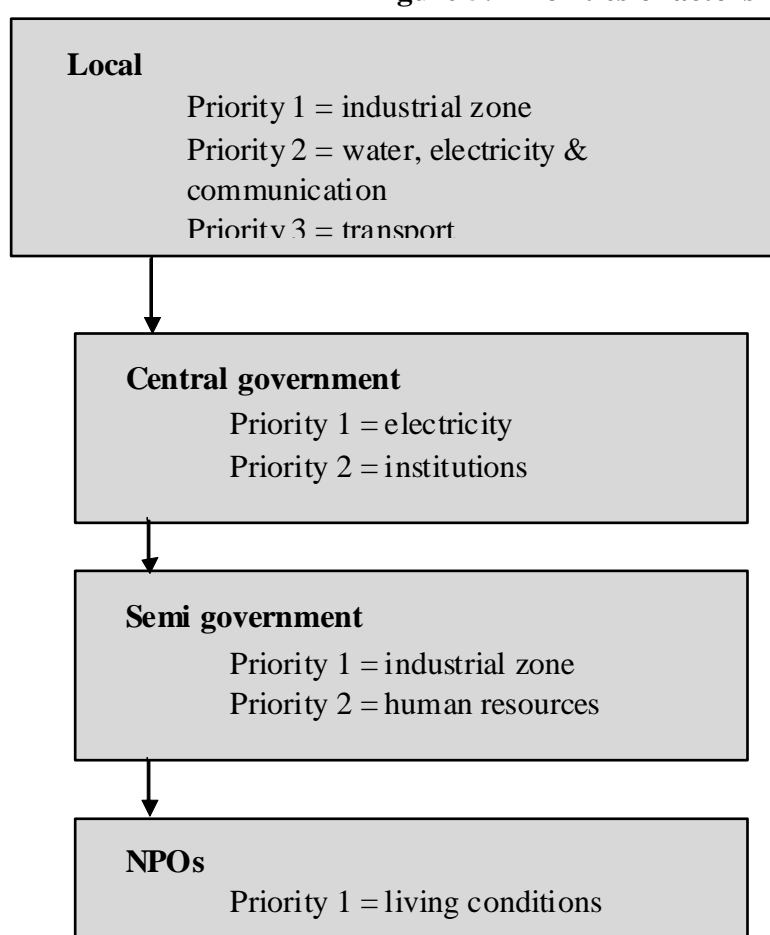 Local
Priority 1 = industrial zone
Priority 2 = water, electricity &
communication
Priority 3 = transport
Central government
Priority 1 = electricity
Priority 2 = institutions
Semi government
Priority 1 = industrial zone
Priority 2 = human resources
NPOs
Priority 1 = living conditions